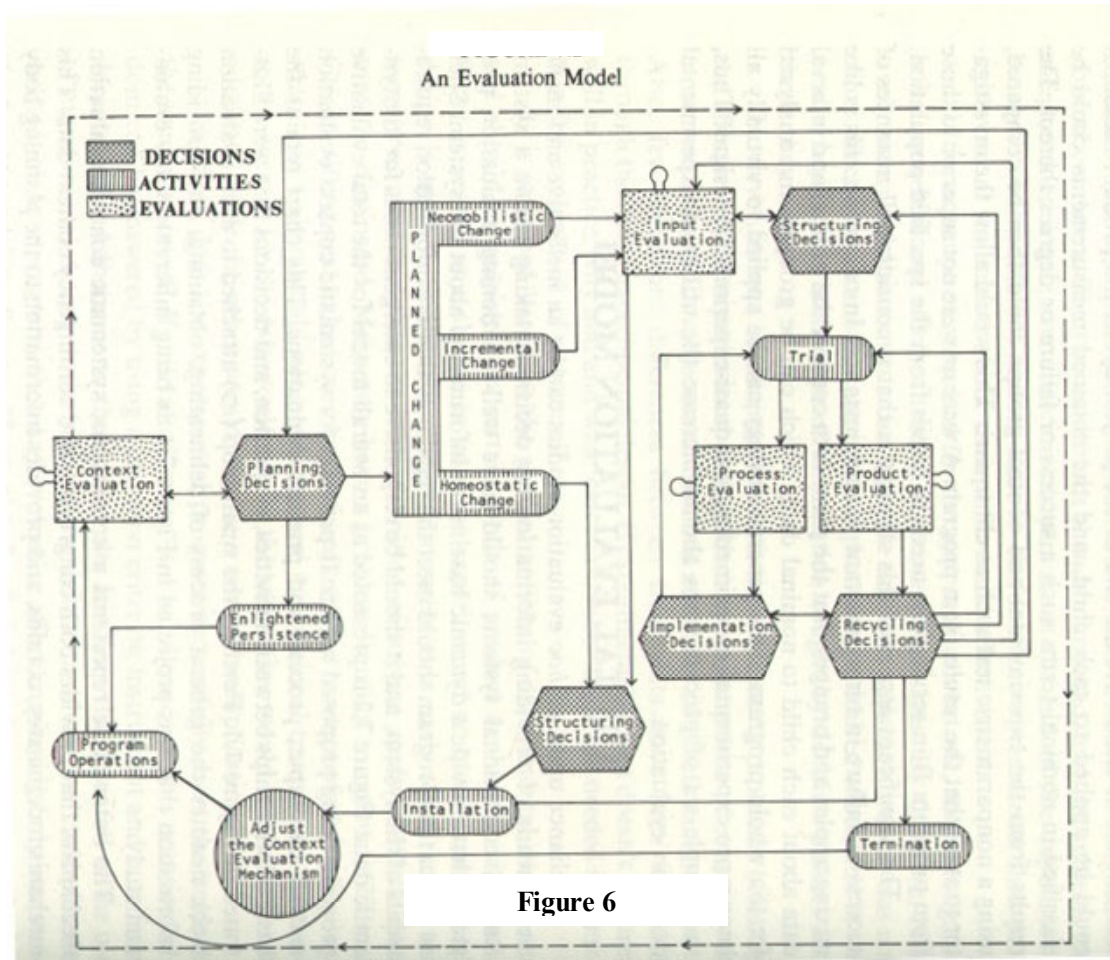 An Evaluation Model
DECISIONS
ACTIVITIES
EVALUATIONS
PLANNED CHANGE
Neomobilistic
Change
Incremental
Change
Homeostatic
Change
Input
Evaluation
Structuring
Decisions
Trial
Context
Evaluation
Planning
Decisions
Process
Evaluation
Product
Evaluation
Enlightened
Persistence
Implementation
Decisions
Recycling
Decisions
Structuring
Decisions
Program
Operations
Installation
Adjust
the Context
Evaluation
Mechanism
Termination
Figure 6